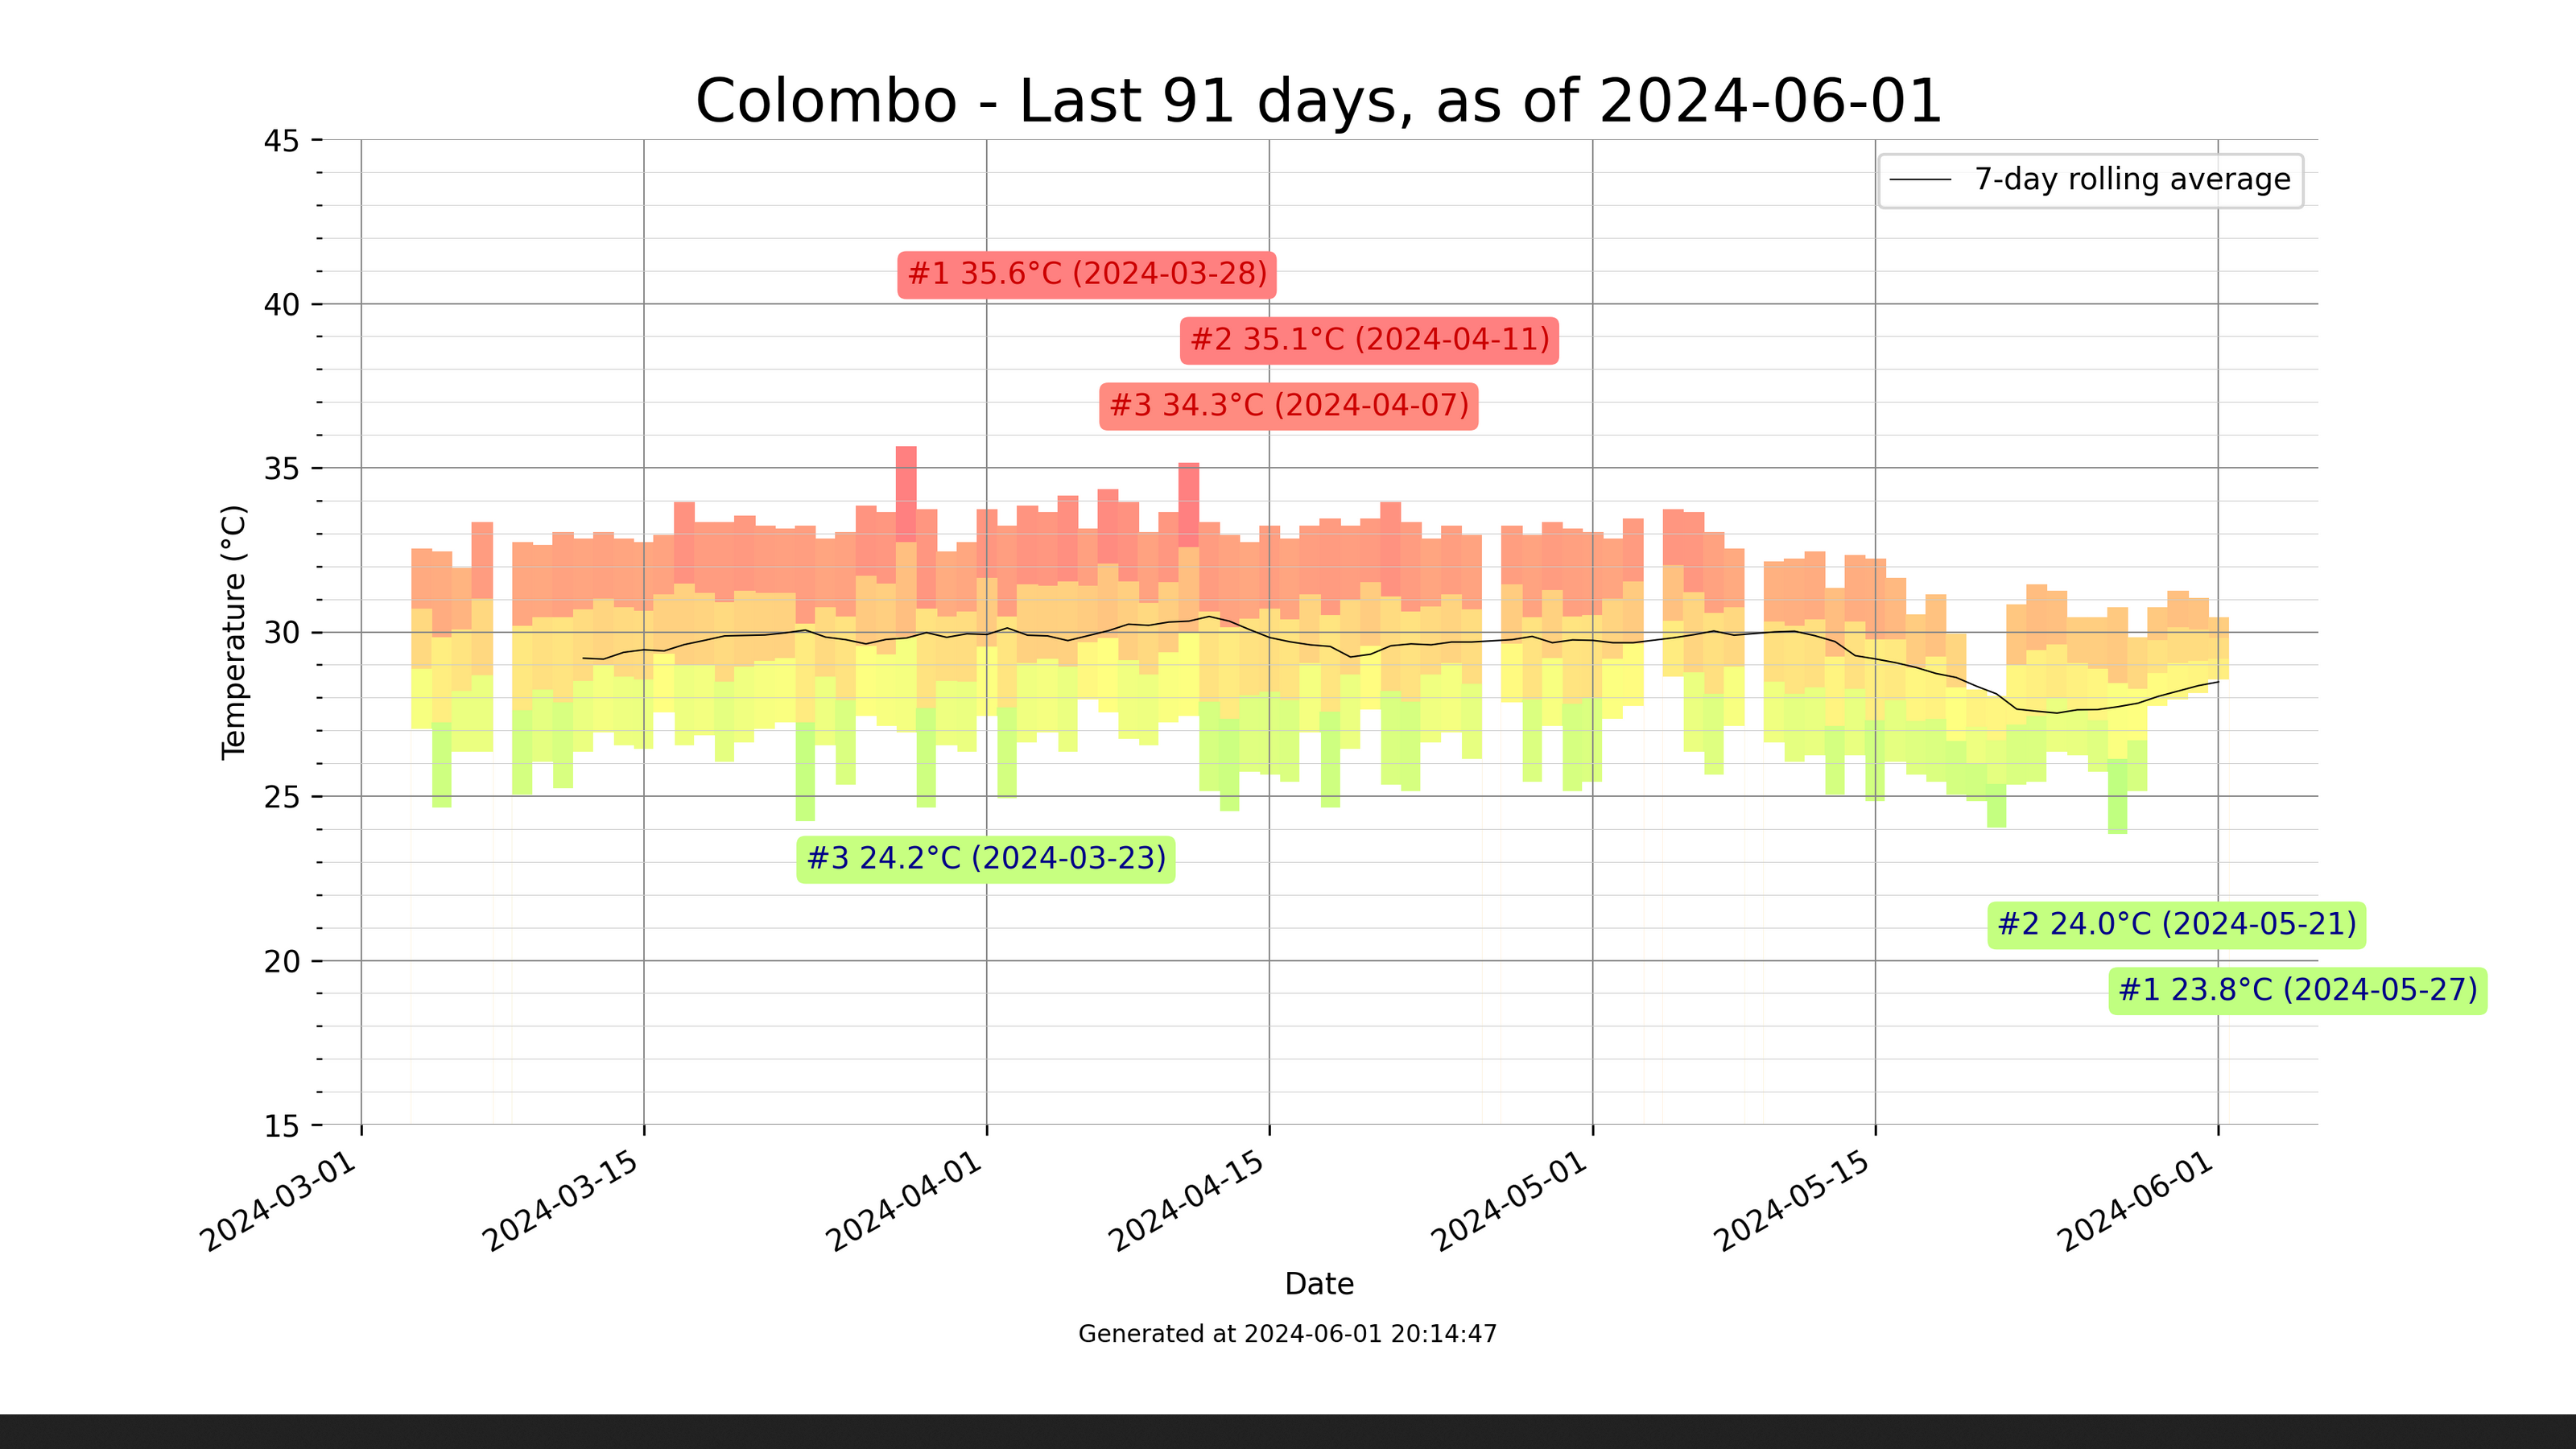 Colombo - Last 91 days, as of 2024-06-01
45
7-day rolling average
#1 35.6°C (2024-03-28)
40
#2 35.1°C (2024-04-11)
#3 34.3°C (2024-04-07)
35
Temperature (°C)
30
25
#3 24.2°C (2024-03-23)
#2 24.0°C (2024-05-21)
20
#1 23.8°C (2024-05-27)
15
2024-03-01
2024-03-15
2024-04-01
2024-04-15
2024-05-01
2024-05-15
2024-06-01
Date
Generated at 2024-06-01 20:14:47